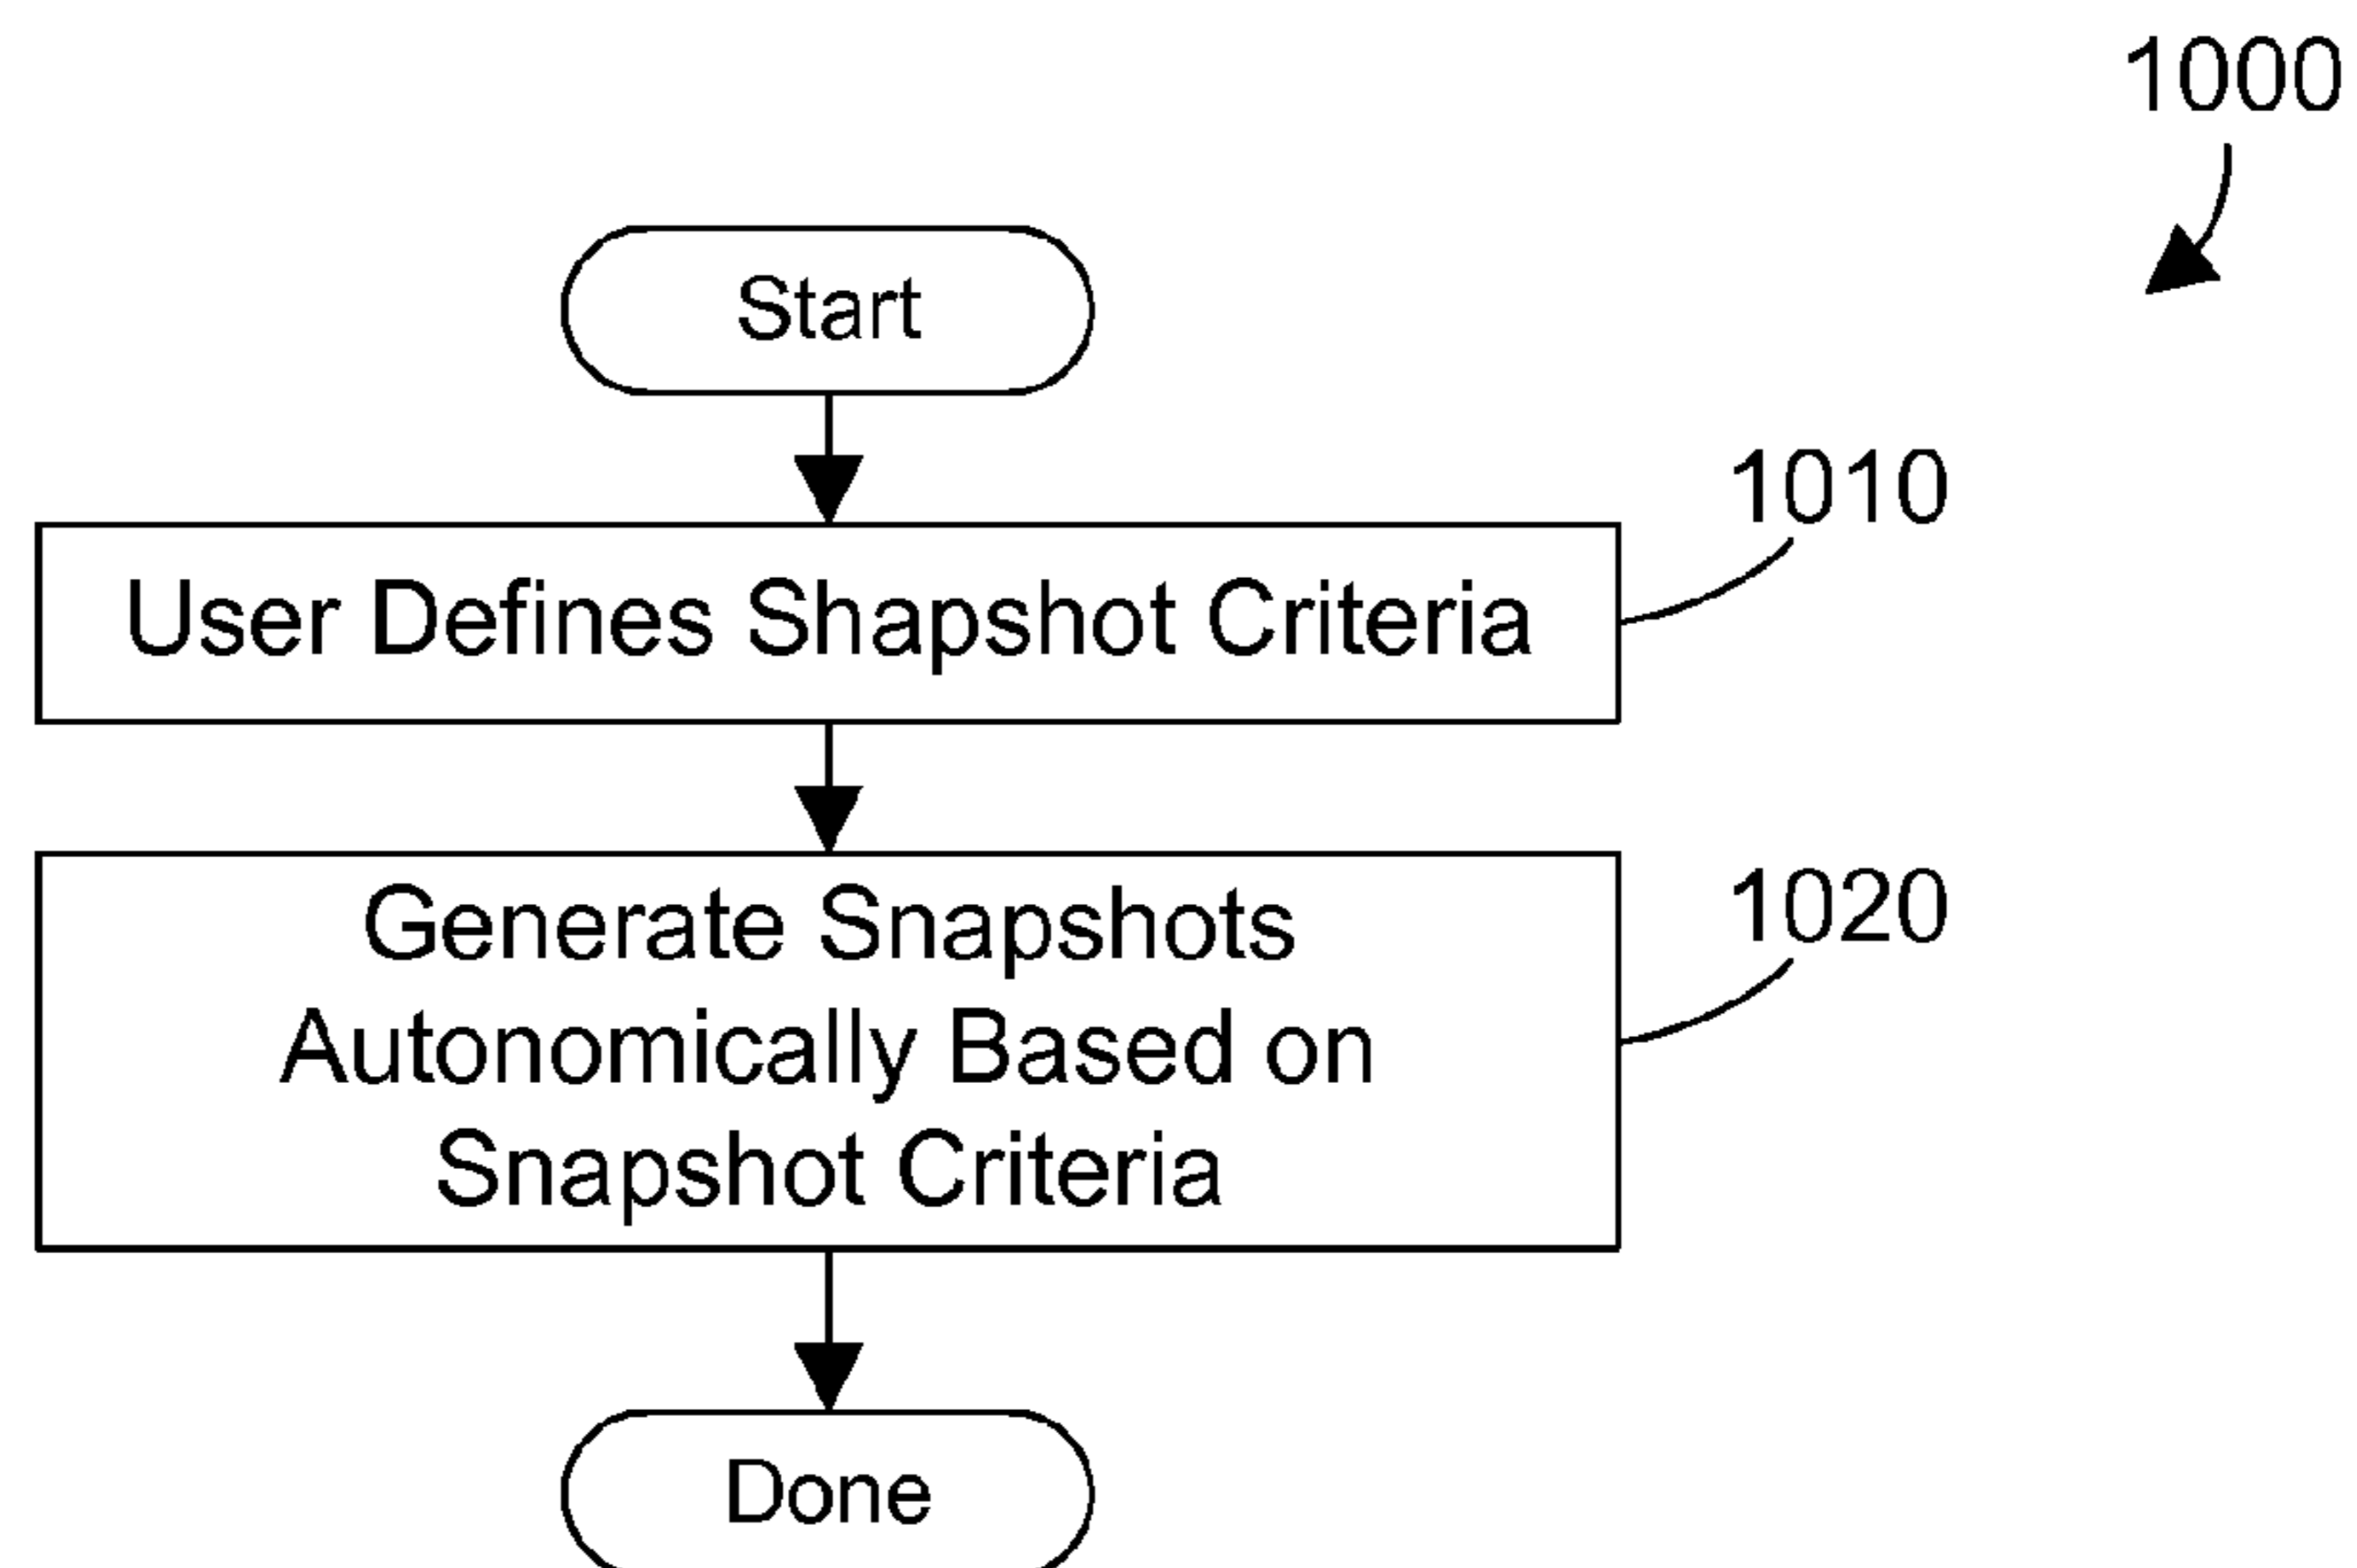 1000
Start
1010
User Defines Shapshot Criteria
1020
Generate Snapshots
Autonomically Based on
Snapshot Criteria
Done